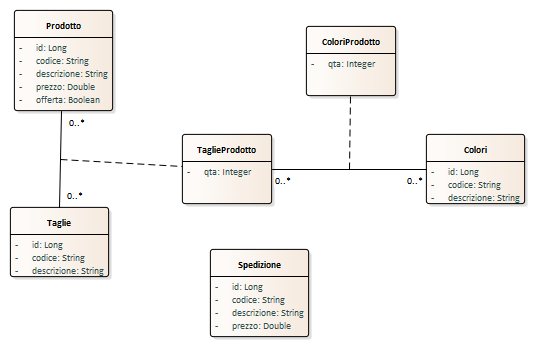 Prodotto
- id: Long
- codice: String
- descrizione: String
- prezzo: Double
- offerta: Boolean
0..*
ColoriProdotto
- qta: Integer
TaglieProdotto
- qta: Integer
0..*
0..*
Colori
- id: Long
- codice: String
- descrizione: String
0..*
Taglie
- id: Long
- codice: String
- descrizione: String
Spedizione
- id: Long
- codice: String
- descrizione: String
- prezzo: Double